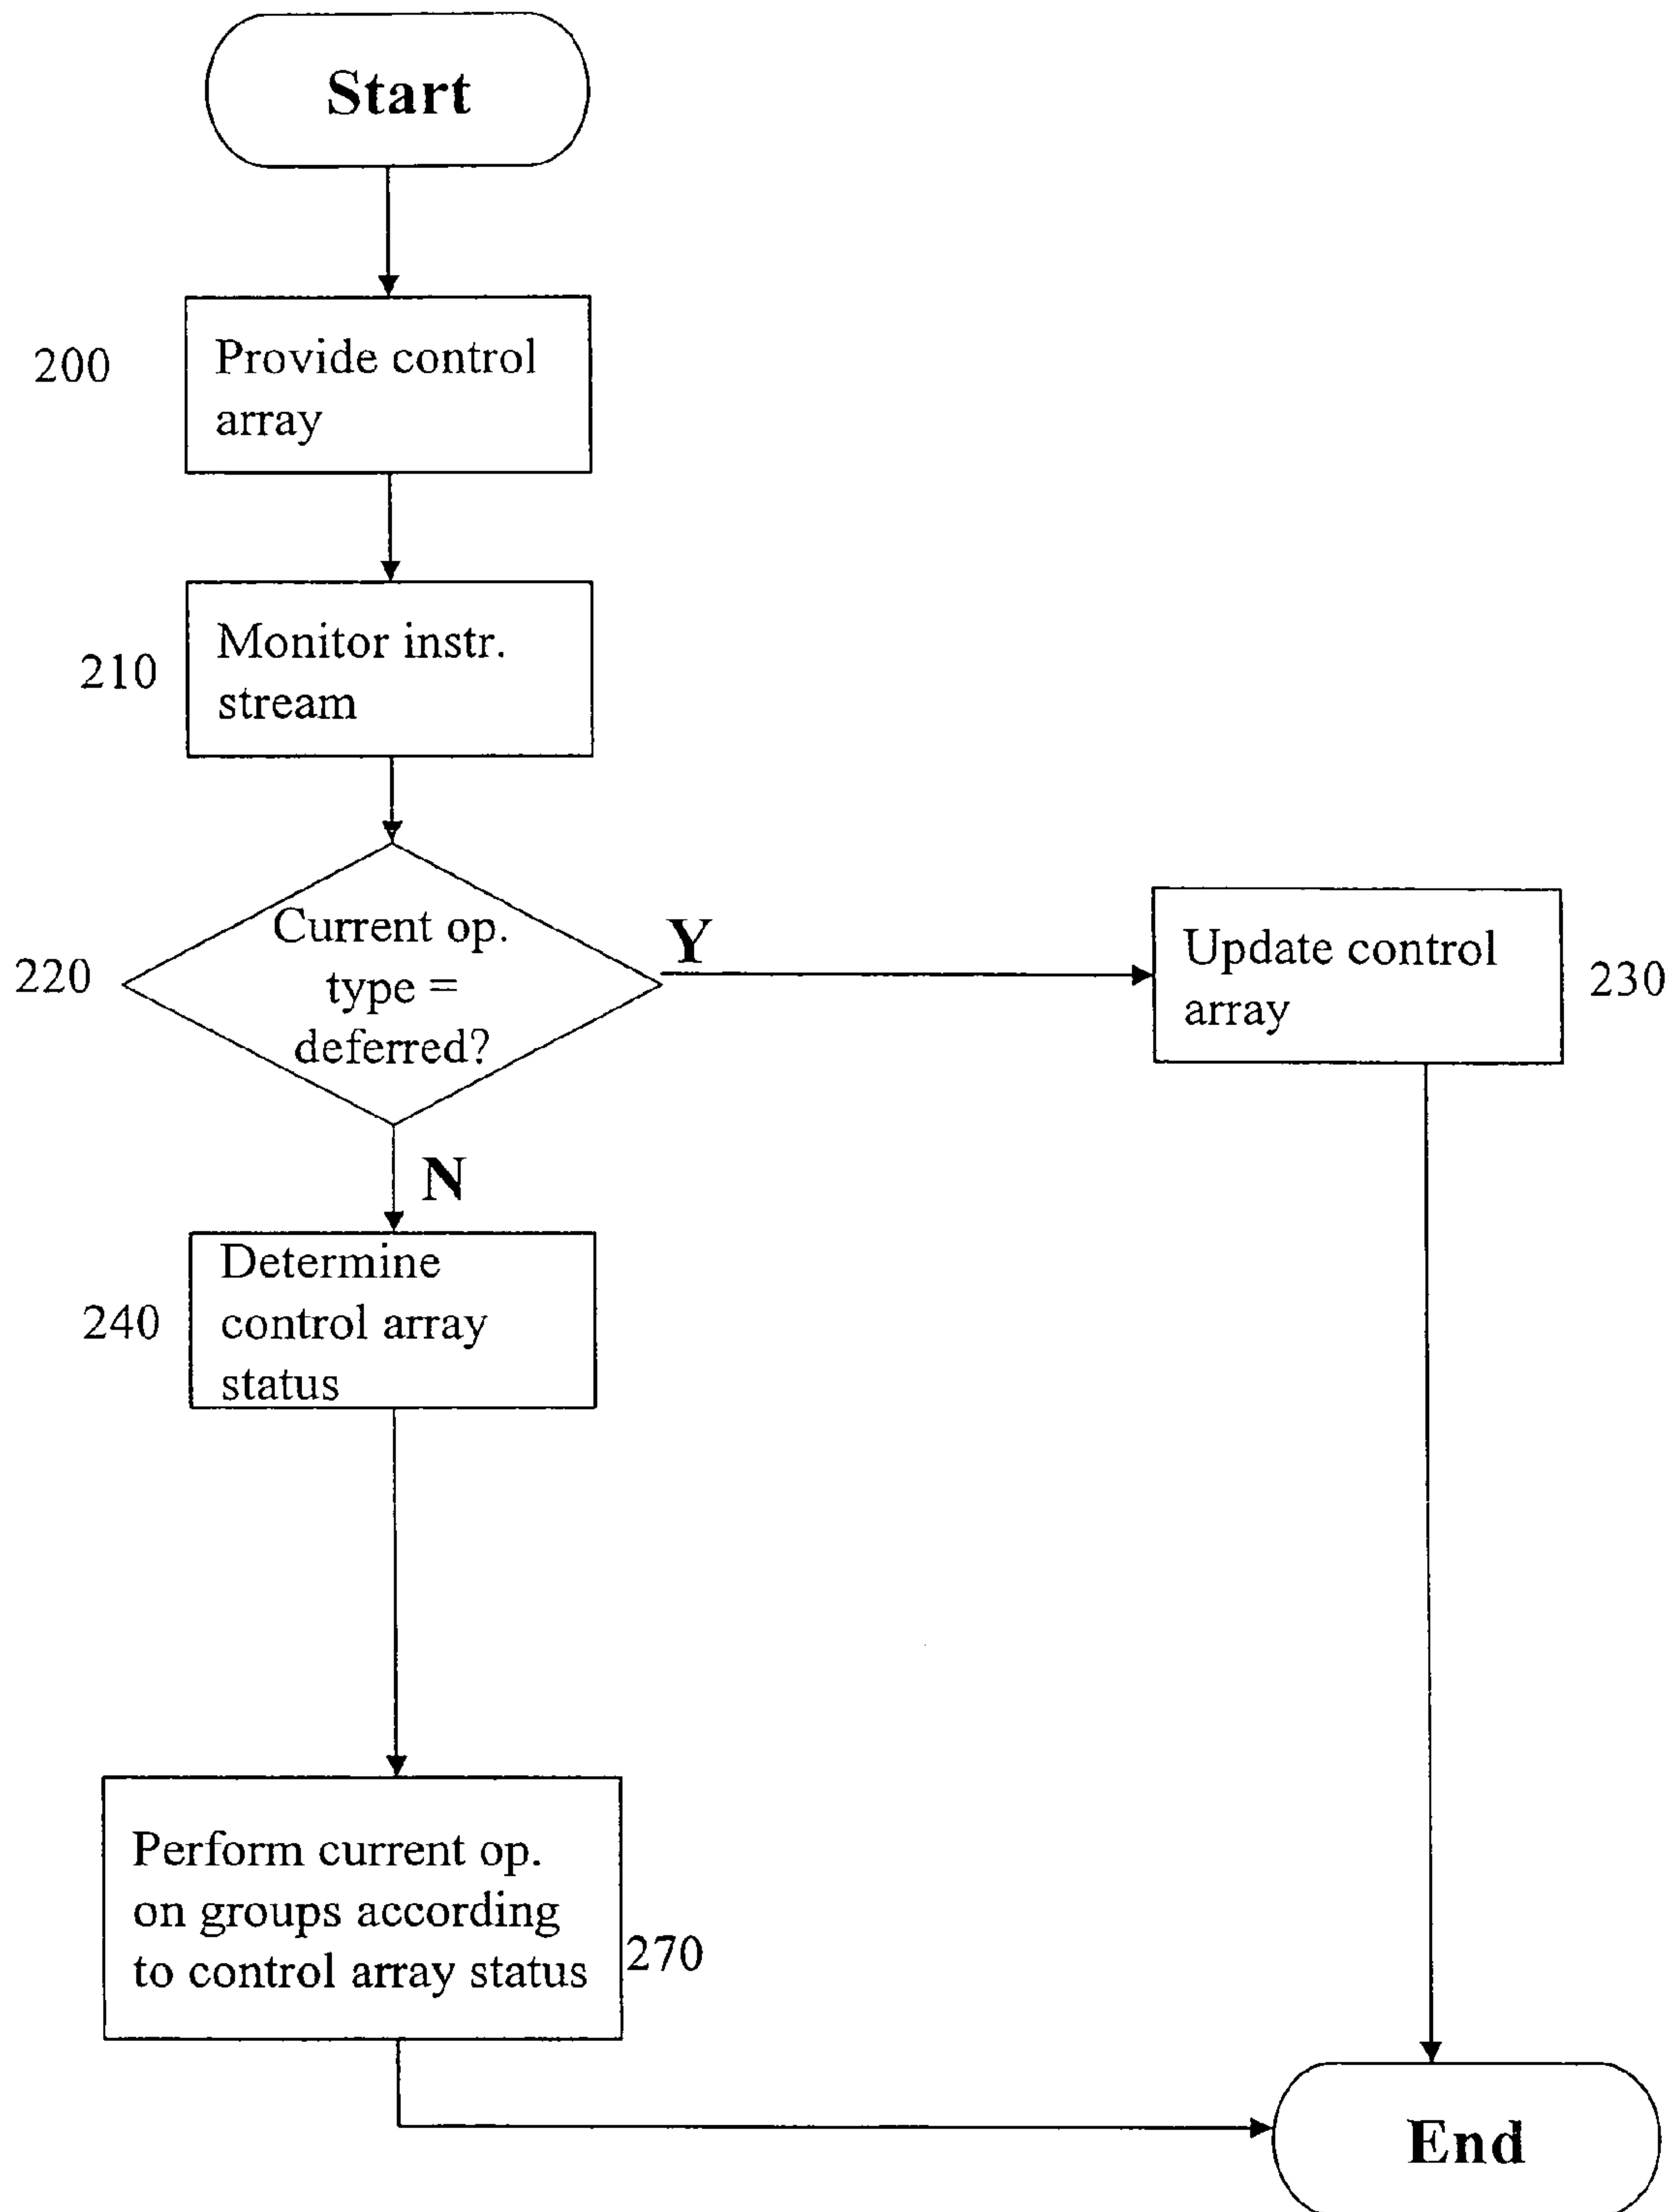 Start
200
Provide control
array
210
Monitor instr.
stream
220
Current op.
type =
deferred?
Y
Update control
array
230
N
240
Determine
control array
status
Perform current op.
on groups according
to control array status
270
End